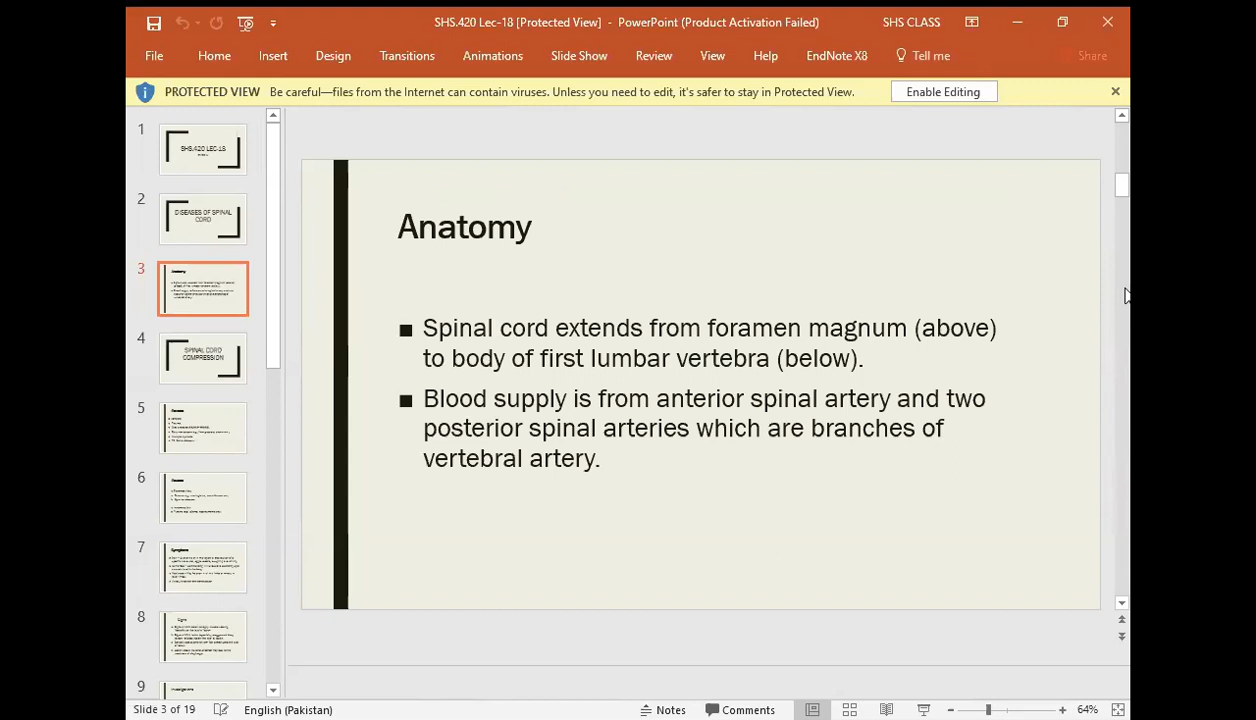 SHS.420 Lec-18 [Protected View] - PowerPoint (Product Activation Failed)
SHS CLASS
File Home Insert Design Transitions Animations Slide Show Review View Help EndNote X8 Tell me Share
PROTECTED VIEW Be careful—files from the Internet can contain viruses. Unless you need to edit, it's safer to stay in Protected View. Enable Editing
1
SHS.420 LEC-18
2
DISEASES OF SPINAL
CORD
3
Anatomy
4
SPINAL CORD
COMPRESSION
5
Causes
6
Causes
7
Symptoms
8
Signs
9
Investigations
Anatomy
■ Spinal cord extends from foramen magnum (above)
to body of first lumbar vertebra (below).
■ Blood supply is from anterior spinal artery and two
posterior spinal arteries which are branches of
vertebral artery.
Slide 3 of 19 English (Pakistan) Notes Comments 64%